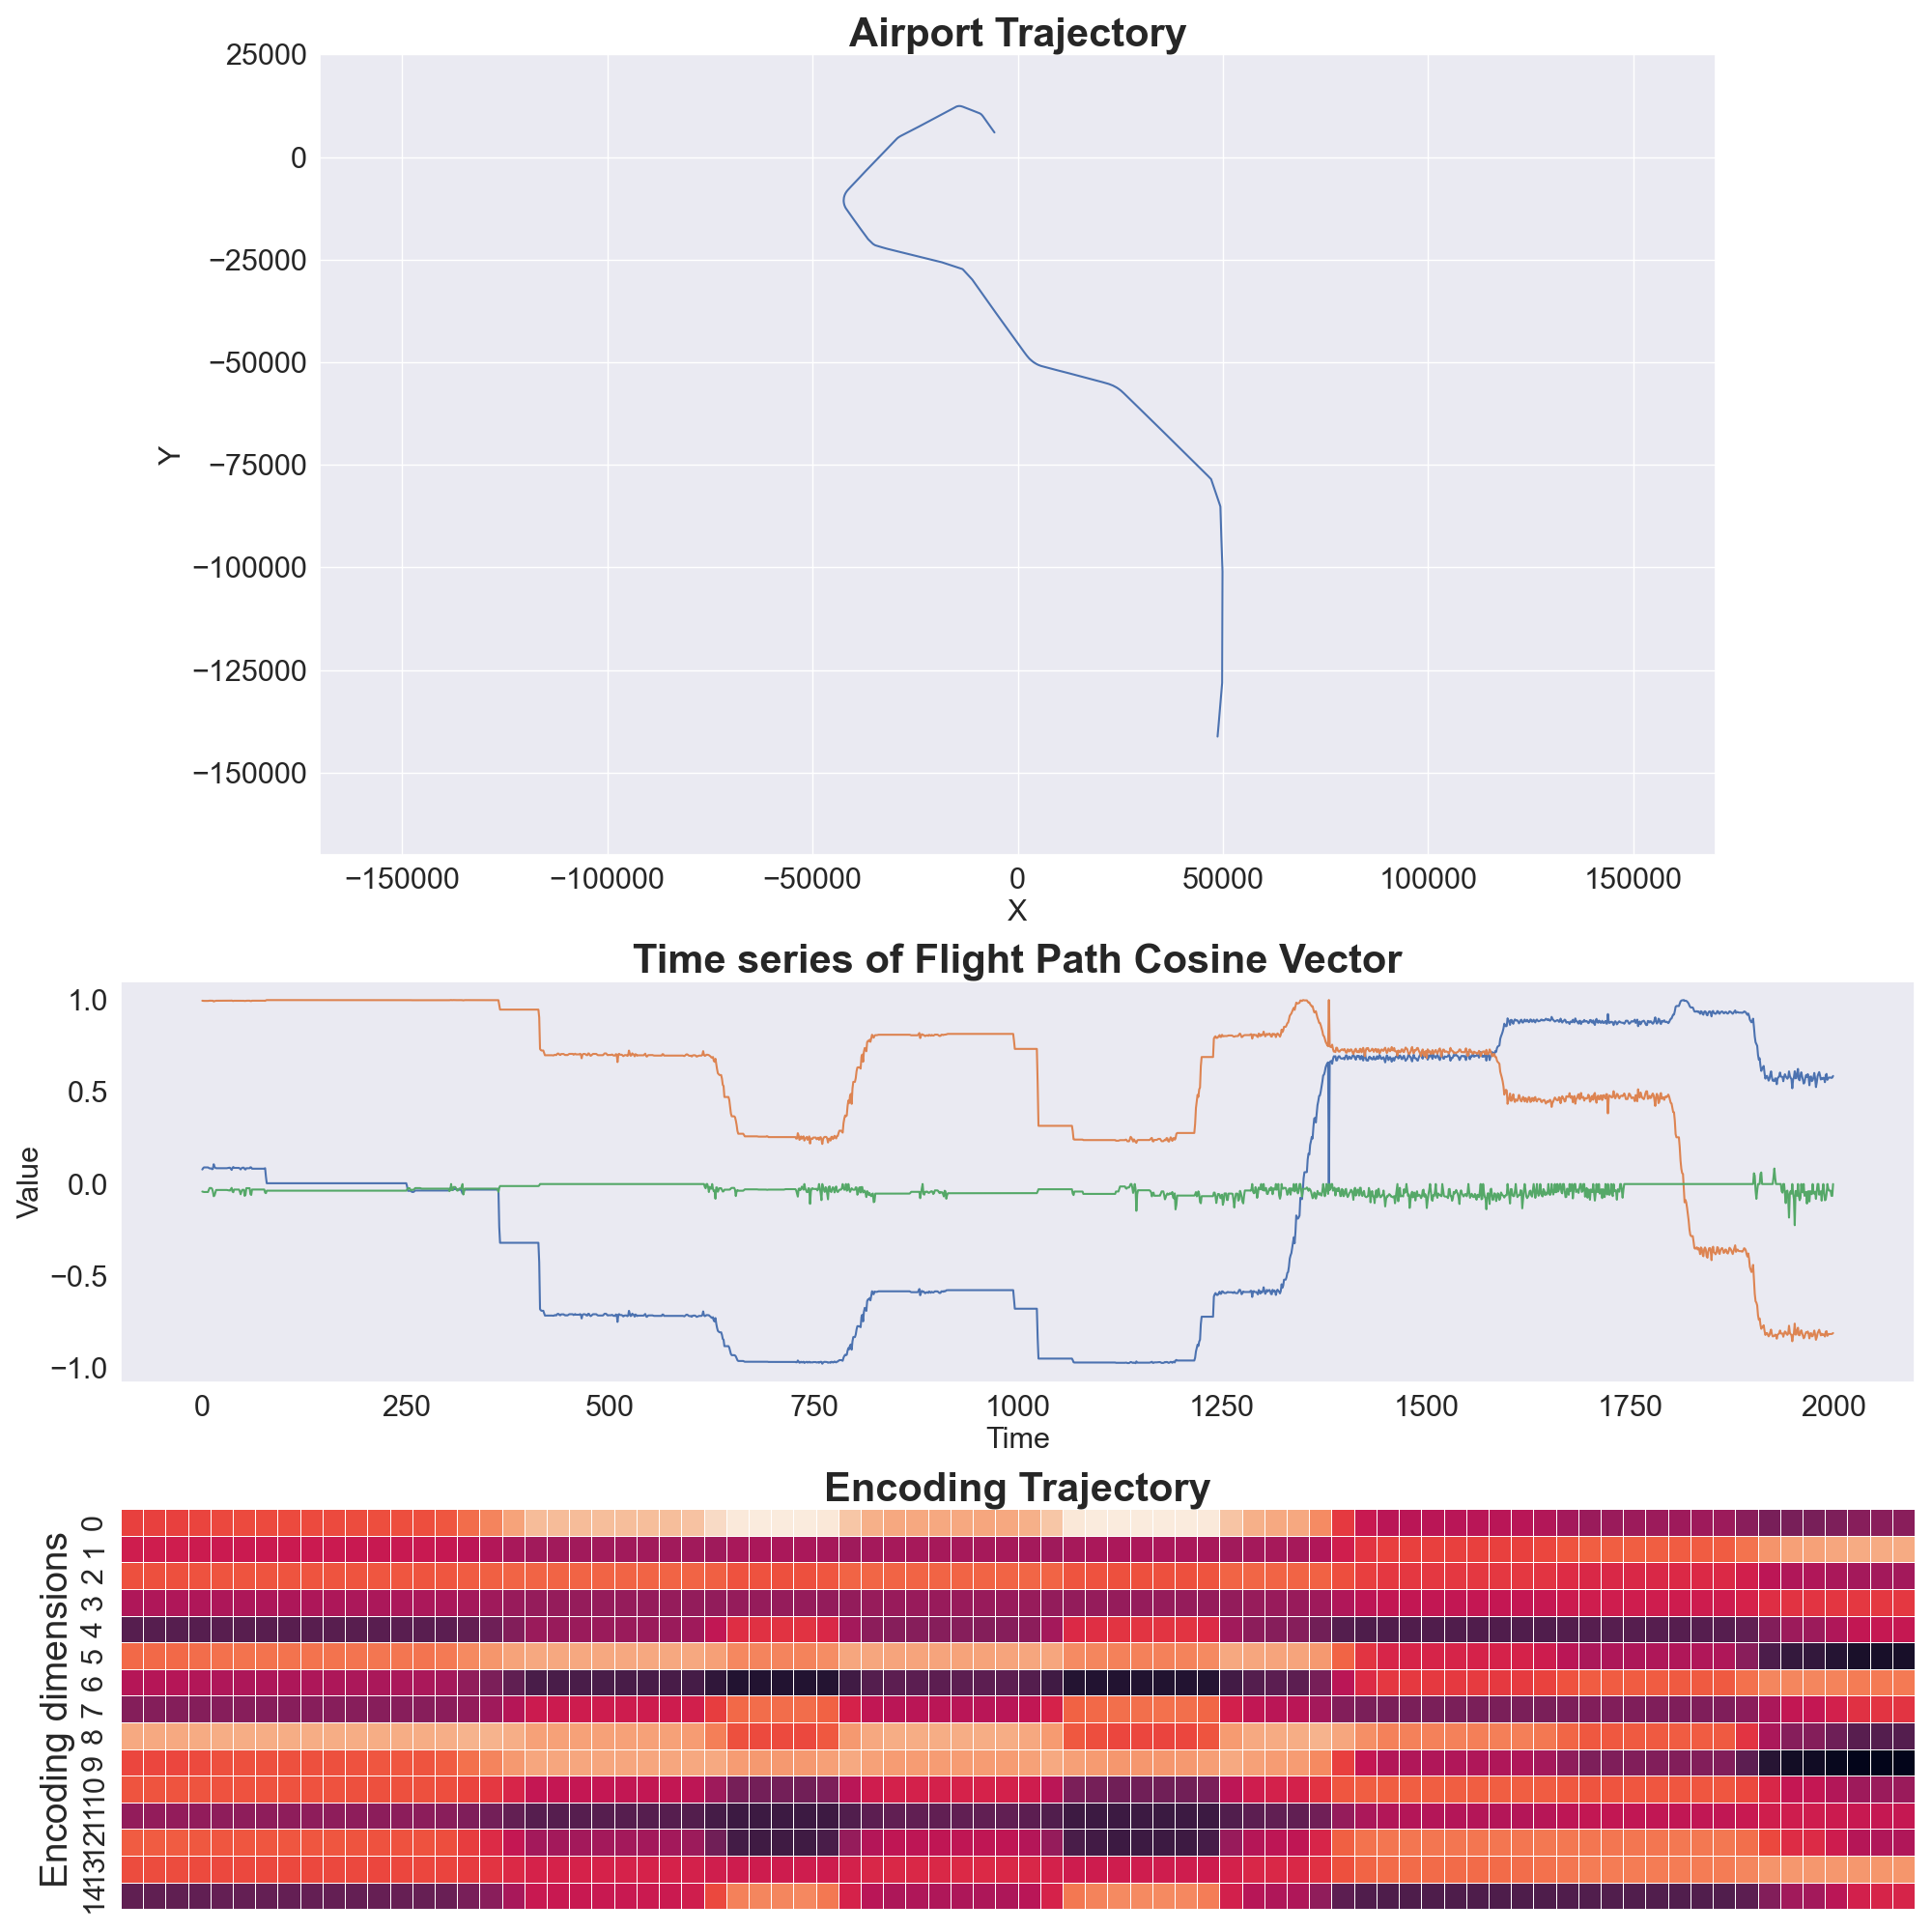 Airport Trajectory
25000
0
−25000
−50000
−75000
−100000
−125000
−150000
Y
−150000 −100000 −50000 0 50000 100000 150000
X
Time series of Flight Path Cosine Vector
1.0
0.5
0.0
−0.5
−1.0
Value
0 250 500 750 1000 1250 1500 1750 2000
Time
Encoding Trajectory
Encoding dimensions
0
1
2
3
4
5
6
7
8
9
10
11
12
13
14